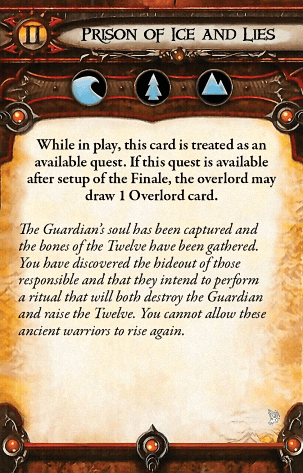 II PRISON OF ICE AND LIES
While in play, this card is treated as an
available quest. If this quest is available
after setup of the Finale, the overlord may
draw 1 Overlord card.
The Guardian's soul has been captured and
the bones of the Twelve have been gathered.
You have discovered the hideout of those
responsible and that they intend to perform
a ritual that will both destroy the Guardian
and raise the Twelve. You cannot allow these
ancient warriors to rise again.